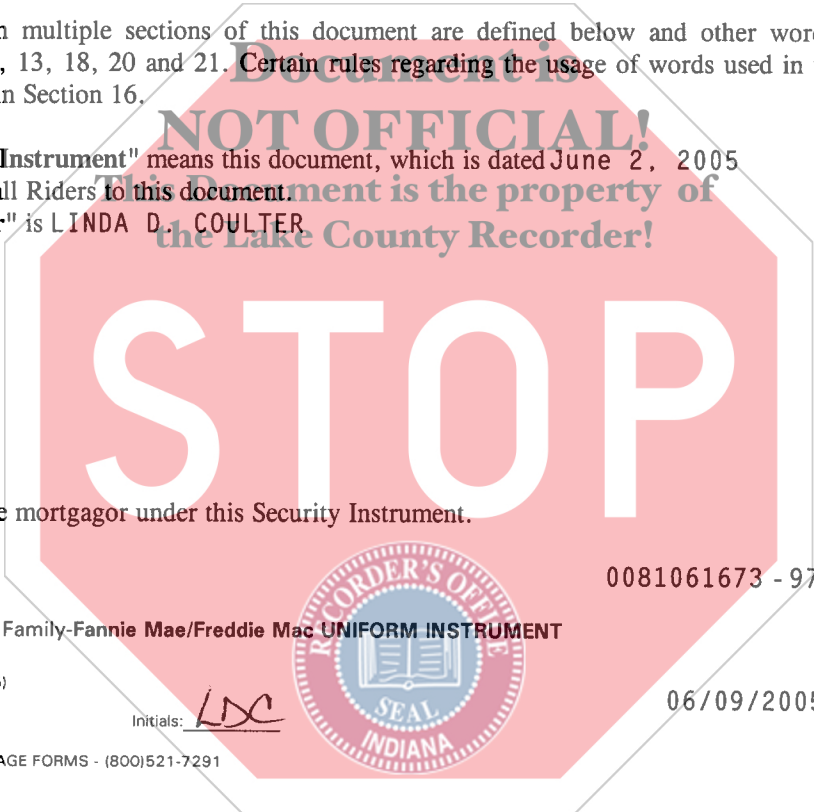 multiple sections of this document are defined below and other
Document is
, 13, 18, 20 and 21. Certain rules regarding the usage of words used in
in Section 16.
NOT OFFICIAL!
Instrument" means this document, which is dated June 2, 2005
all Riders to this document.
This Document is the property of
r" is LINDA D. COULTER
the Lake County Recorder!
STOP
mortgagor under this Security Instrument.
0081061673 - 97
RECORDER'S OFFICE
Family-Fannie Mae/Freddie Mac UNIFORM INSTRUMENT
SEAL
INDIANA
06/09/2005
Initials: LDC
AGE FORMS - (800)521-7291